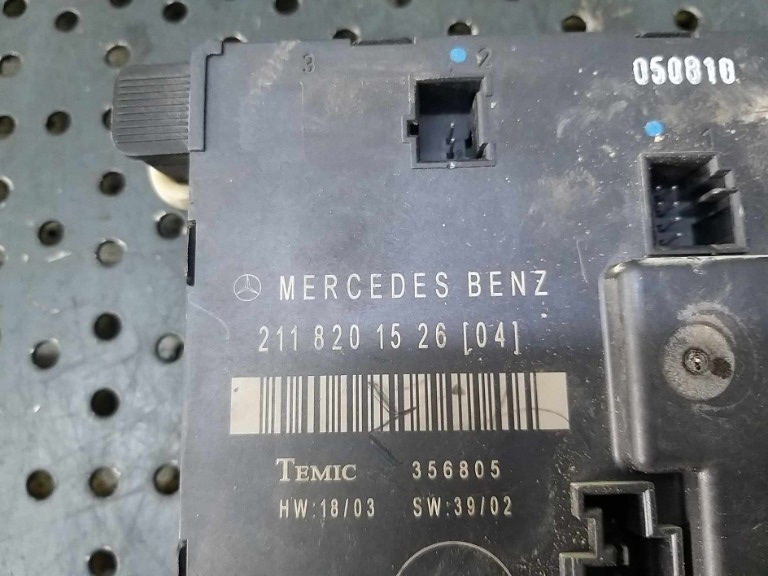 3 2
050810
1
MERCEDES BENZ
211 820 15 26 [04]
TEMIC 356805
HW:18/03 SW:39/02